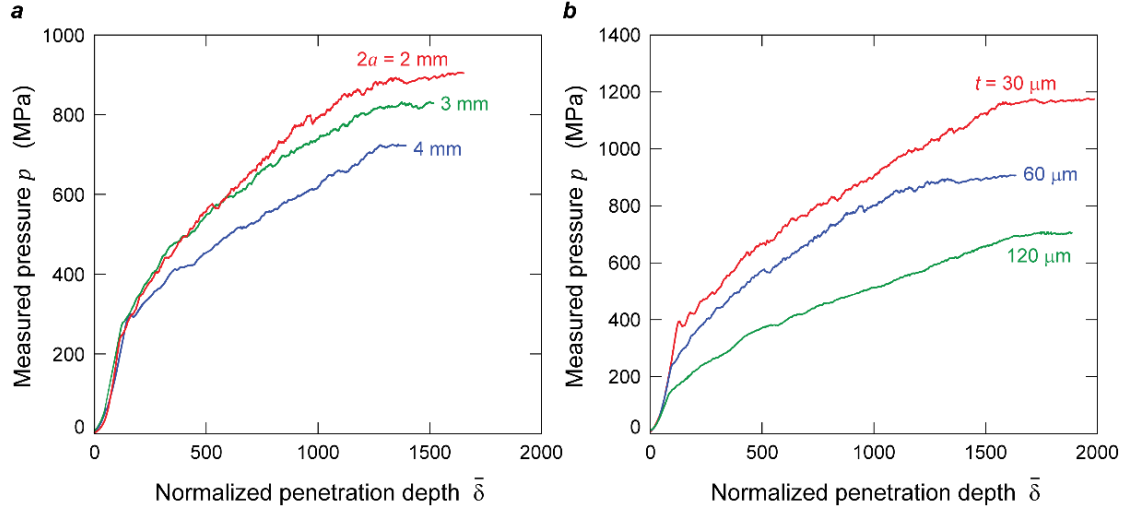 a
1000
800
600
400
200
0
0 500 1000 1500 2000
Measured pressure p (MPa)
Normalized penetration depth δ̄
2a = 2 mm
3 mm
4 mm
b
1400
1200
1000
800
600
400
200
0
0 500 1000 1500 2000
Measured pressure p (MPa)
Normalized penetration depth δ̄
t = 30 μm
60 μm
120 μm